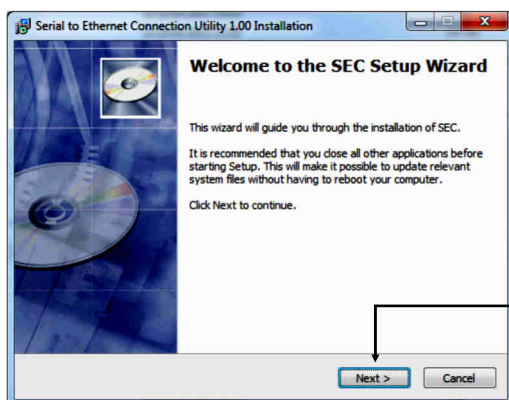 Serial to Ethernet Connection Utility 1.00 Installation
Welcome to the SEC Setup Wizard
This wizard will guide you through the installation of SEC.
It is recommended that you close all other applications before
starting Setup. This will make it possible to update relevant
system files without having to reboot your computer.
Click Next to continue.
Next >
Cancel